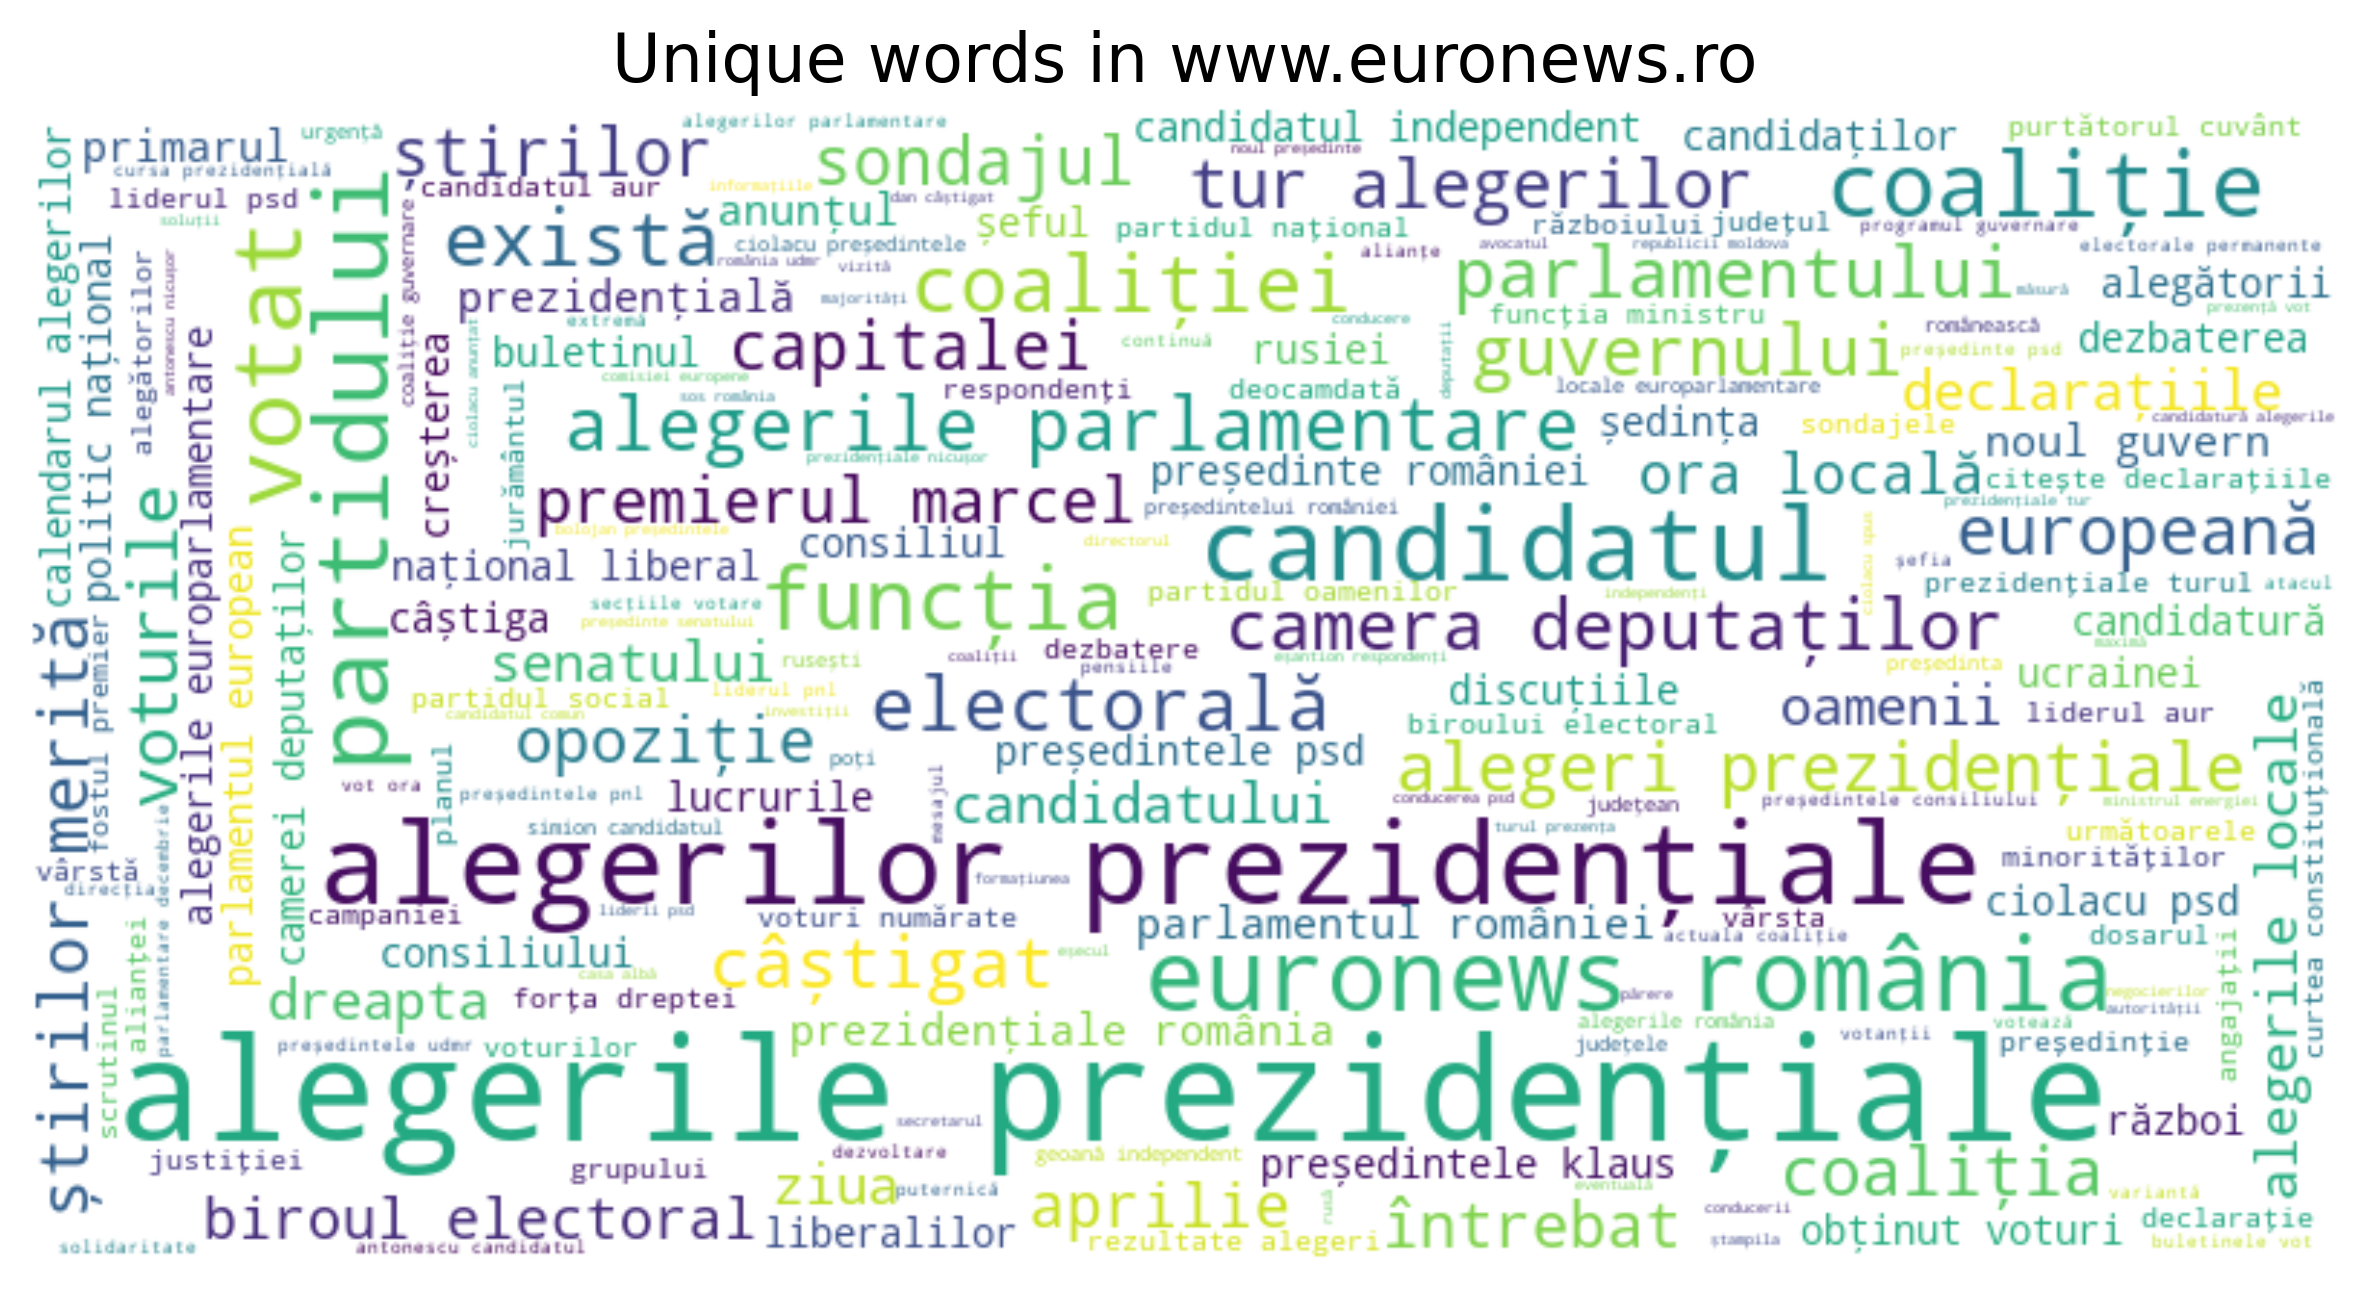 Unique words in www.euronews.ro
primarul
urgență
știrilor
alegerilor parlamentare
sondajul
candidatul independent
candidaților
purtătorul cuvânt
cursa prezidențială
liderul psd
soluții
candidatul aur
informațiile
noul președinte
tur alegerilor
coaliție
dan câștigat
anunțul
șeful
partidul național
războiului
județul
programul guvernare
există
ciolacu președintele
românia udmr
vizită
alianțe
avocatul
republicii moldova
electorale permanente
calendarul alegerilor
politic național
alegătorilor
antonescu nicușor
votat
partidului
coaliție guvernare
prezidențială
majorități
coaliției
parlamentului
măsură
alegătorii
prezență vot
extremă
conducere
funcția ministru
românească
creșterea
ciolacu anunțat
buletinul
capitalei
continuă
rusiei
deputații
guvernului
președinte psd
dezbaterea
comisiei europene
jurământul
sos românia
respondenți
deocamdată
locale europarlamentare
declarațiile
alegerile parlamentare
ședința
sondajele
candidatură alegerile
prezidențiale nicușor
noul guvern
președinte româniei
ora locală
citește declarațiile
premierul marcel
președintelui româniei
prezidențiale tur
bolojan președintele
consiliul
directorul
candidatul
ciolacu spus
europeană
voturile
alegerile europarlamentare
parlamentul european
camerei deputaților
național liberal
funcția
șefia
prezidențiale turul
atacul
secțiile votare
partidul oamenilor
independenți
câștiga
președinte senatului
camera deputaților
candidatură
maximă
știrilor merită
fostul premier
senatului
rusești
coaliții
dezbatere
pensiile
eșantion respondenți
președinta
ucrainei
partidul social
liderul pnl
candidatul comun
investiții
electorală
discuțiile
oamenii
liderul aur
biroului electoral
opoziție
poți
președintele psd
alegeri prezidențiale
alegerile locale
curtea constituțională
vot ora
planul
președintele pnl
lucrurile
mesajul
candidatului
conducerea psd
județean
președintele consiliului
ministrul energiei
simion candidatul
turul prezența
următoarele
vârstă
direcția
parlamentare decembrie
alegerilor prezidențiale
formațiunea
minorităților
campaniei
liderii psd
voturi numărate
parlamentul româniei
vârsta
ciolacu psd
actuala coaliție
dosarul
alianței
scrutinul
consiliului
casa albă
câștigat
eșecul
euronews românia
angajații
dreapta
forța dreptei
părere
negocierilor
autorității
prezidențiale românia
alegerile românia
votează
președintele udmr
voturilor
județele
votanții
președinție
alegerile prezidențiale
secretarul
război
justiției
grupului
dezvoltare
geoană independent
președintele klaus
coaliția
ziua
puternică
eventuală
variantă
biroul electoral
liberalilor
aprilie
rusă
întrebat
conducerii
obținut voturi
declarație
solidaritate
antonescu candidatul
rezultate alegeri
ștampila
buletinele vot